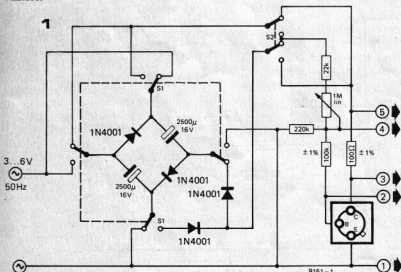 1
S1
S2
22k
1M
lin
2500µ
16V
1N4001
220k
5
4
3...6V
50Hz
±1%
100k
100Ω
±1%
2500µ
16V
1N4001
1N4001
3
2
C
B
E
S1
1N4001
9151-1
1